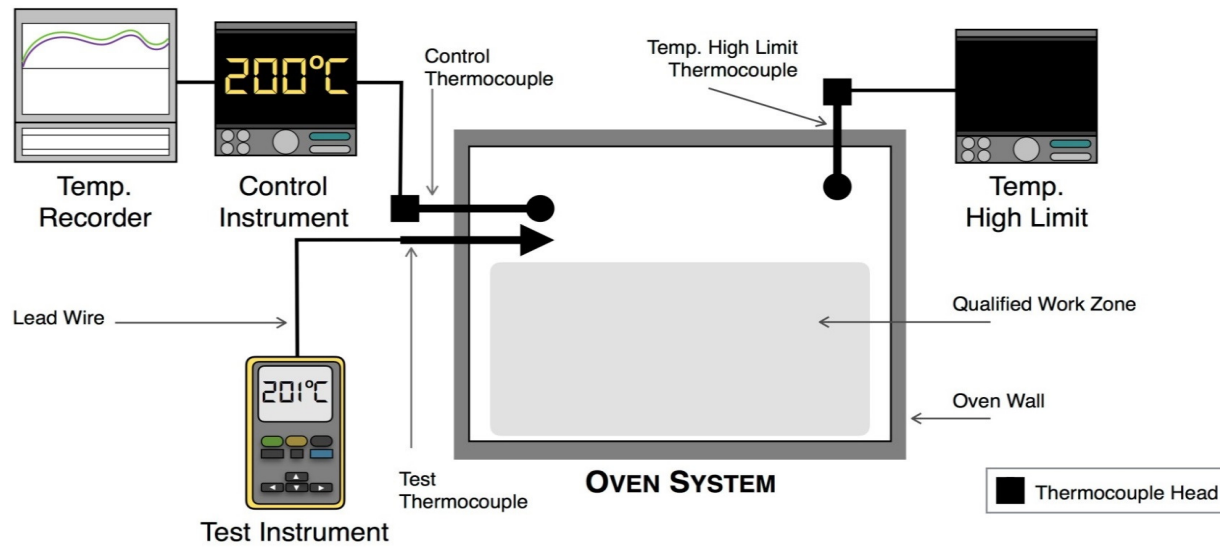 200°C
Temp.
Recorder
Control
Instrument
Control
Thermocouple
Temp. High Limit
Thermocouple
Temp.
High Limit
Lead Wire
201°C
Test Instrument
Test
Thermocouple
Qualified Work Zone
Oven Wall
OVEN SYSTEM
Thermocouple Head